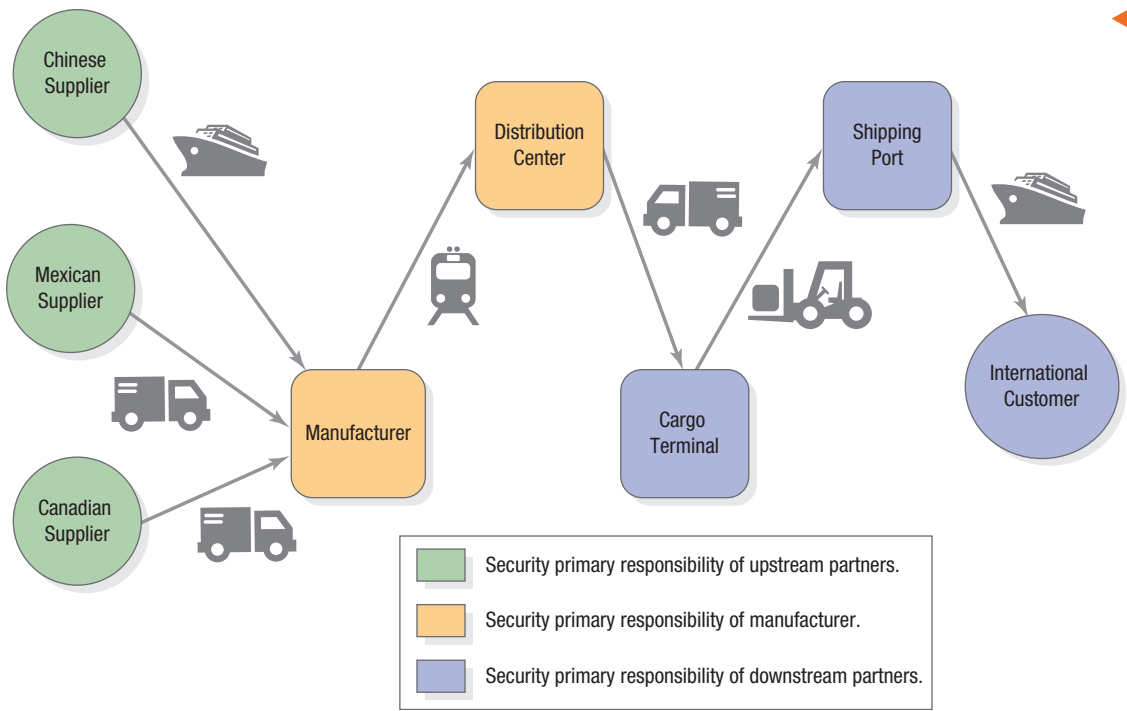 Chinese
Supplier
Distribution
Center
Shipping
Port
Mexican
Supplier
Manufacturer
Cargo
Terminal
International
Customer
Canadian
Supplier
Security primary responsibility of upstream partners.
Security primary responsibility of manufacturer.
Security primary responsibility of downstream partners.